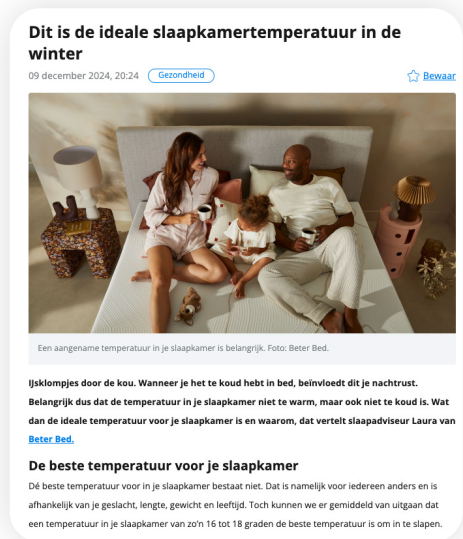 Dit is de ideale slaapkamertemperatuur in de
winter
09 december 2024, 20:24 Gezondheid Bewaar
Een aangename temperatuur in je slaapkamer is belangrijk. Foto: Beter Bed.
IJsklompjes door de kou. Wanneer je het te koud hebt in bed, beïnvloedt dit je nachtrust.
Belangrijk dus dat de temperatuur in je slaapkamer niet te warm, maar ook niet te koud is. Wat
dan de ideale temperatuur voor je slaapkamer is en waarom, dat vertelt slaapadviseur Laura van
Beter Bed.
De beste temperatuur voor je slaapkamer
Dé beste temperatuur voor in je slaapkamer bestaat niet. Dat is namelijk voor iedereen anders en is
afhankelijk van je geslacht, lengte, gewicht en leeftijd. Toch kunnen we er gemiddeld van uitgaan dat
een temperatuur in je slaapkamer van zo'n 16 tot 18 graden de beste temperatuur is om in te slapen.